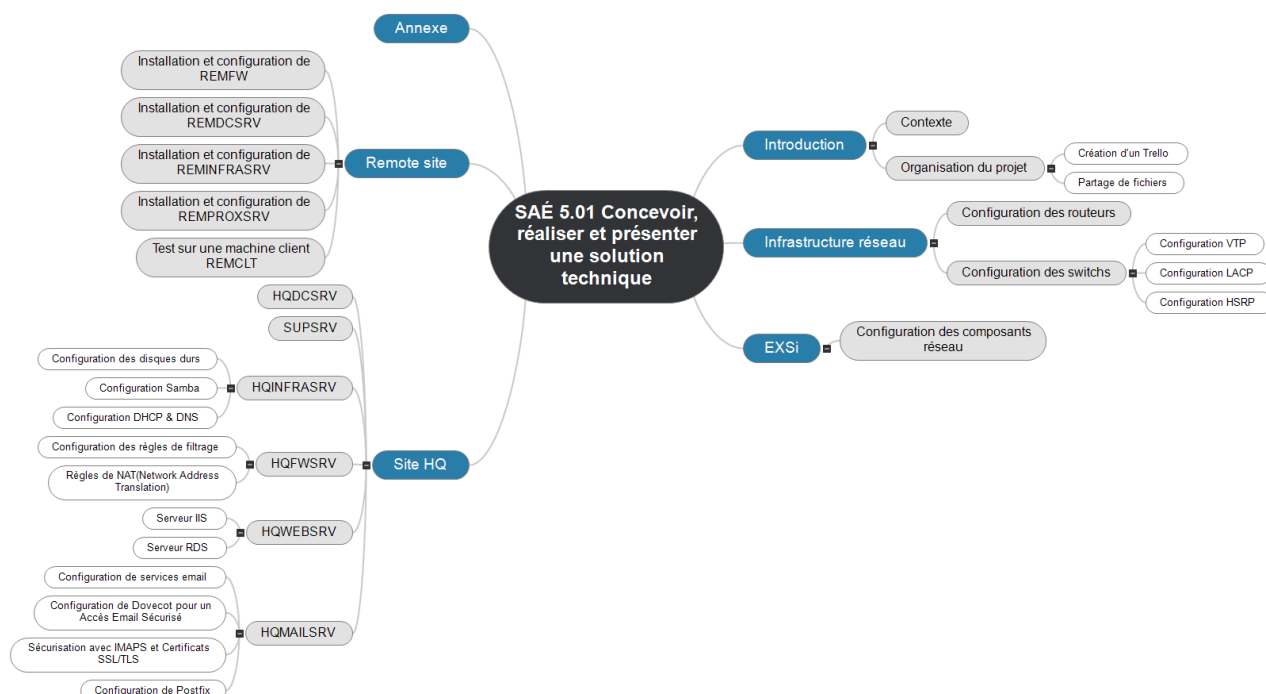 SAÉ 5.01 Concevoir,
réaliser et présenter
une solution
technique
Introduction
Contexte
Organisation du projet
Création d'un Trello
Partage de fichiers
Infrastructure réseau
Configuration des routeurs
Configuration des switchs
Configuration VTP
Configuration LACP
Configuration HSRP
EXSi
Configuration des composants
réseau
Annexe
Remote site
Installation et configuration de
REMFW
Installation et configuration de
REMDCSRV
Installation et configuration de
REMINFRASRV
Installation et configuration de
REMPROXSRV
Test sur une machine client
REMCLT
Site HQ
HQDCSRV
SUPSRV
HQINFRASRV
Configuration des disques durs
Configuration Samba
Configuration DHCP & DNS
HQFWSRV
Configuration des règles de filtrage
Règles de NAT(Network Address
Translation)
HQWEBSRV
Serveur IIS
Serveur RDS
HQMAILSRV
Configuration de services email
Configuration de Dovecot pour un
Accès Email Sécurisé
Sécurisation avec IMAPS et Certificats
SSL/TLS
Configuration de Postfix